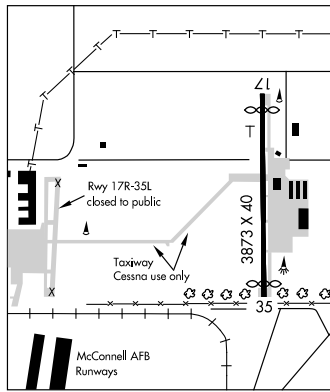 17
Rwy 17R-35L
closed to public
X
3873 X 40
Taxiway
Cessna use only
X
35
McConnell AFB
Runways